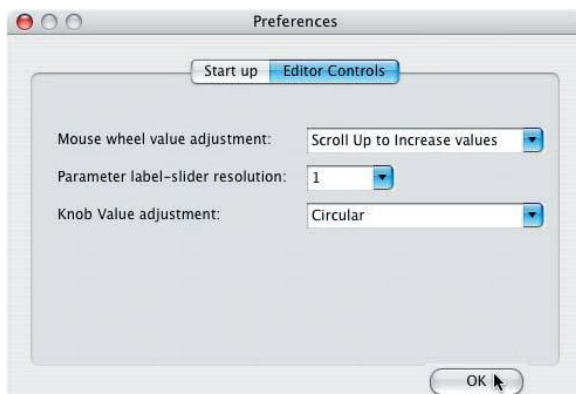 Preferences
Start up
Editor Controls
Mouse wheel value adjustment: Scroll Up to Increase values
Parameter label-slider resolution: 1
Knob Value adjustment: Circular
OK